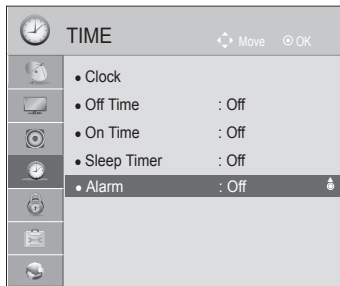 TIME
Move OK
• Clock
• Off Time : Off
• On Time : Off
• Sleep Timer : Off
• Alarm : Off